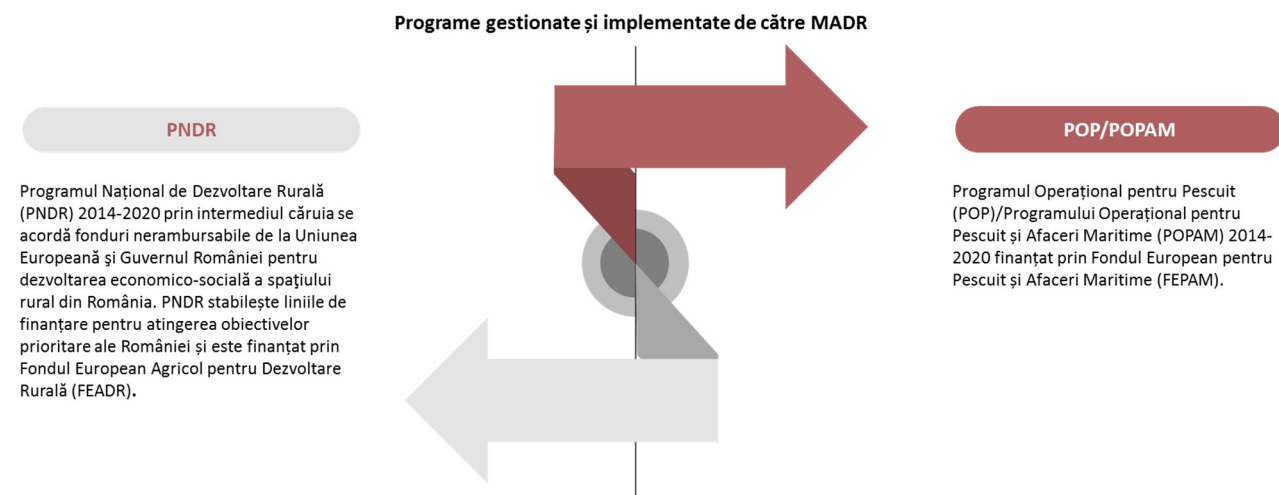 Programe gestionate și implementate de către MADR
PNDR
Programul Național de Dezvoltare Rurală
(PNDR) 2014-2020 prin intermediul căruia se
acordă fonduri nerambursabile de la Uniunea
Europeană şi Guvernul României pentru
dezvoltarea economico-socială a spaţiului
rural din România. PNDR stabilește liniile de
finanțare pentru atingerea obiectivelor
prioritare ale României și este finanțat prin
Fondul European Agricol pentru Dezvoltare
Rurală (FEADR).
POP/POPAM
Programul Operațional pentru Pescuit
(POP)/Programului Operațional pentru
Pescuit și Afaceri Maritime (POPAM) 2014-
2020 finanțat prin Fondul European pentru
Pescuit și Afaceri Maritime (FEPAM).